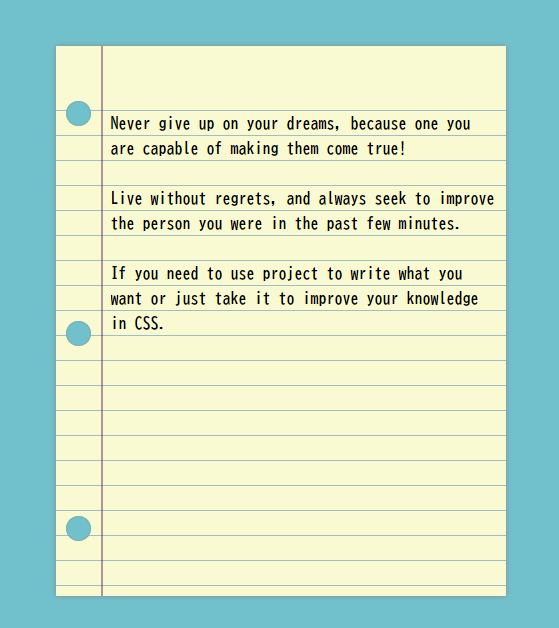 Never give up on your dreams, because one you
are capable of making them come true!
Live without regrets, and always seek to improve
the person you were in the past few minutes.
If you need to use project to write what you
want or just take it to improve your knowledge
in CSS.